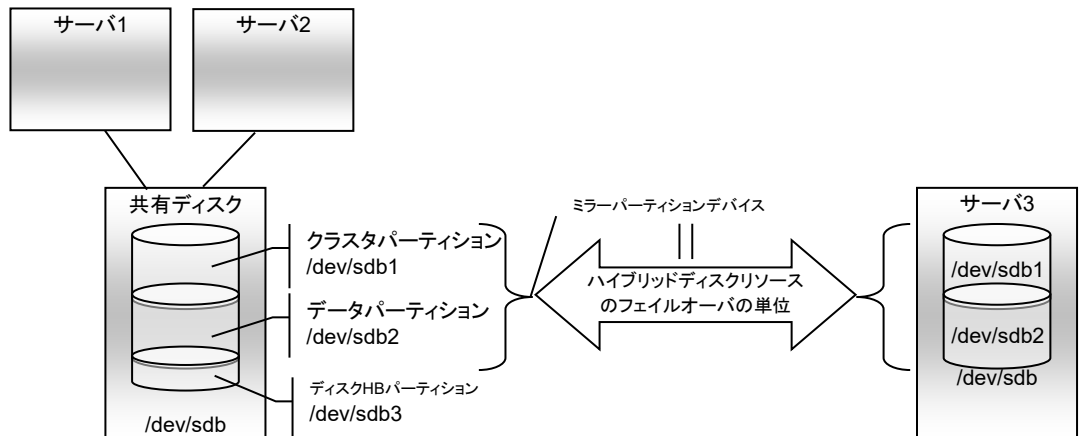 サーバ1
サーバ2
共有ディスク
クラスタパーティション
/dev/sdb1
データパーティション
/dev/sdb2
ディスクHBパーティション
/dev/sdb3
/dev/sdb
ミラーパーティションデバイス
ハイブリッドディスクリソース
のフェイルオーバの単位
サーバ3
/dev/sdb1
/dev/sdb2
/dev/sdb